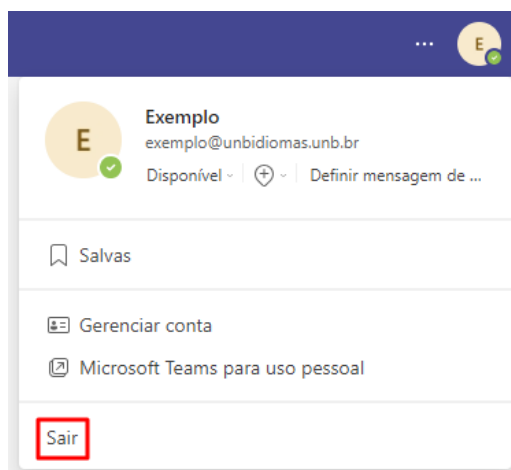 ... E
E
Exemplo
exemplo@unbidiomas.unb.br
Disponível Definir mensagem de ...
Salvas
Gerenciar conta
Microsoft Teams para uso pessoal
Sair